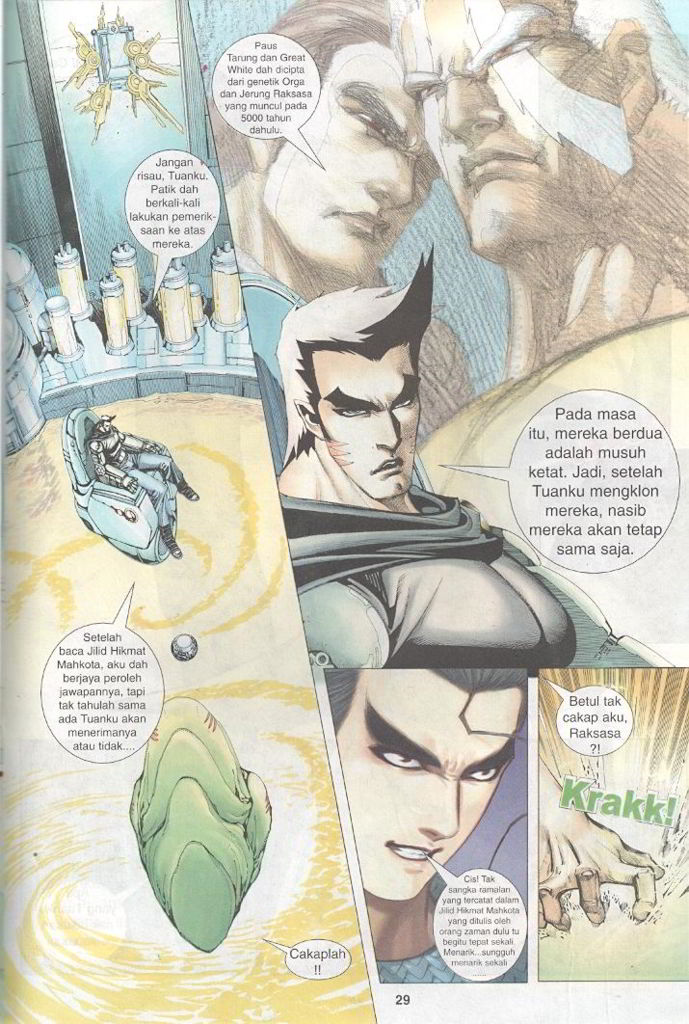 Paus
Tarung dan Great
White dah dicipta
dari genetik Orga
dan Jerung Raksasa
yang muncul pada
5000 tahun
dahulu.
Jangan
risau, Tuanku.
Patik dah
berkali-kali
lakukan pemerik-
saan ke atas
mereka.
Pada masa
itu, mereka berdua
adalah musuh
ketat. Jadi, setelah
Tuanku mengklon
mereka, nasib
mereka akan tetap
sama saja.
Setelah
baca Jilid Hikmat
Mahkota, aku dah
berjaya peroleh
jawapannya, tapi
tak tahulah sama
ada Tuanku akan
menerimanya
atau tidak....
Cakaplah
!!
Cis! Tak
sangka ramalan
yang tercatat dalam
Jilid Hikmat Mahkota
yang ditulis oleh
orang zaman dulu tu
begitu tepat sekali.
Menarik...sungguh
menarik sekali
......
Betul tak
cakap aku,
Raksasa
?!
Krakk!
29